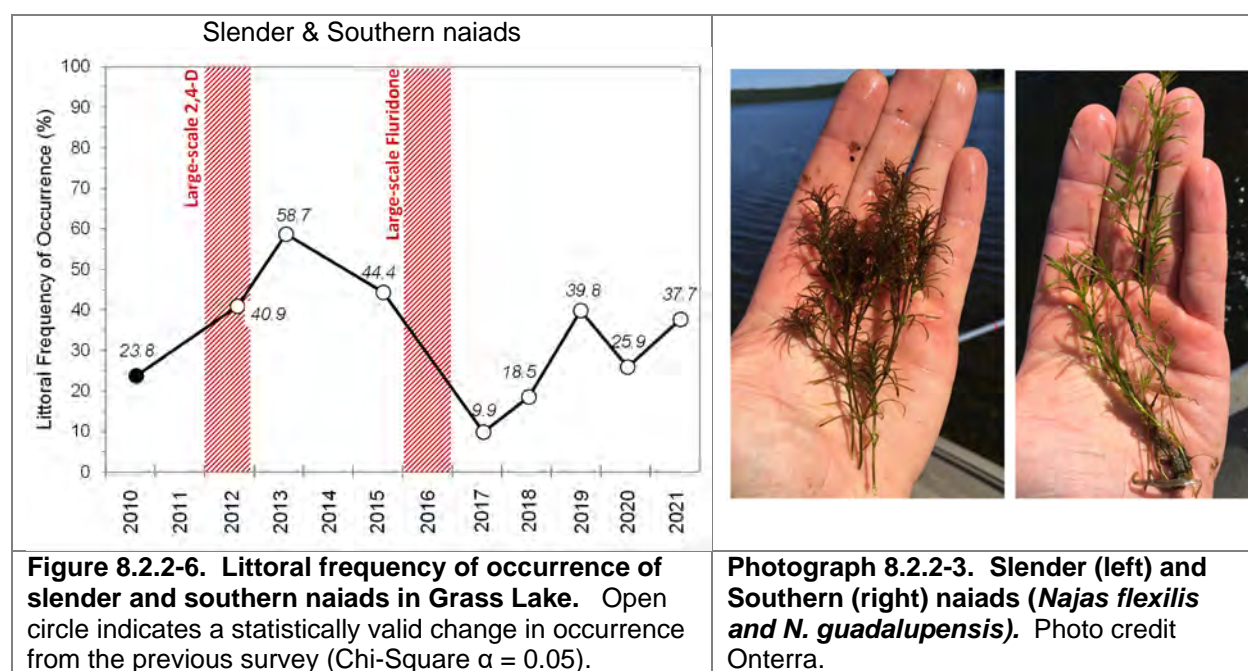 Slender & Southern naiads
100
90
80
70
60
50
40
30
20
10
0
Littoral Frequency of Occurrence (%)
Large-scale 2,4-D
Large-scale Fluridone
23.8
40.9
58.7
44.4
9.9
18.5
39.8
25.9
37.7
2010
2011
2012
2013
2014
2015
2016
2017
2018
2019
2020
2021
Figure 8.2.2-6. Littoral frequency of occurrence of
slender and southern naiads in Grass Lake. Open
circle indicates a statistically valid change in occurrence
from the previous survey (Chi-Square α = 0.05).
Photograph 8.2.2-3. Slender (left) and
Southern (right) naiads (Najas flexilis
and N. guadalupensis). Photo credit
Onterra.